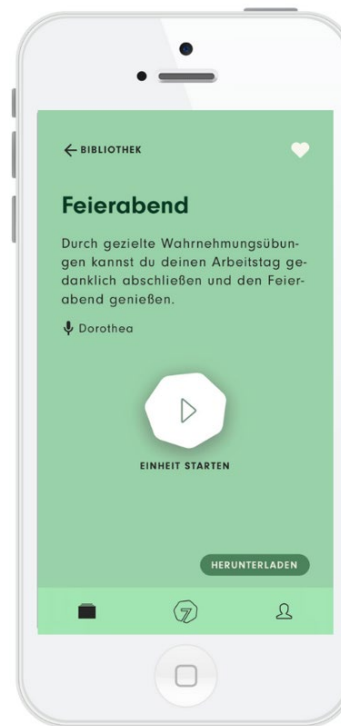 BIBLIOTHEK
Feierabend
Durch gezielte Wahrnehmungsübun-
gen kannst du deinen Arbeitstag ge-
danklich abschließen und den Feier-
abend genießen.
Dorothea
EINHEIT STARTEN
HERUNTERLADEN
7